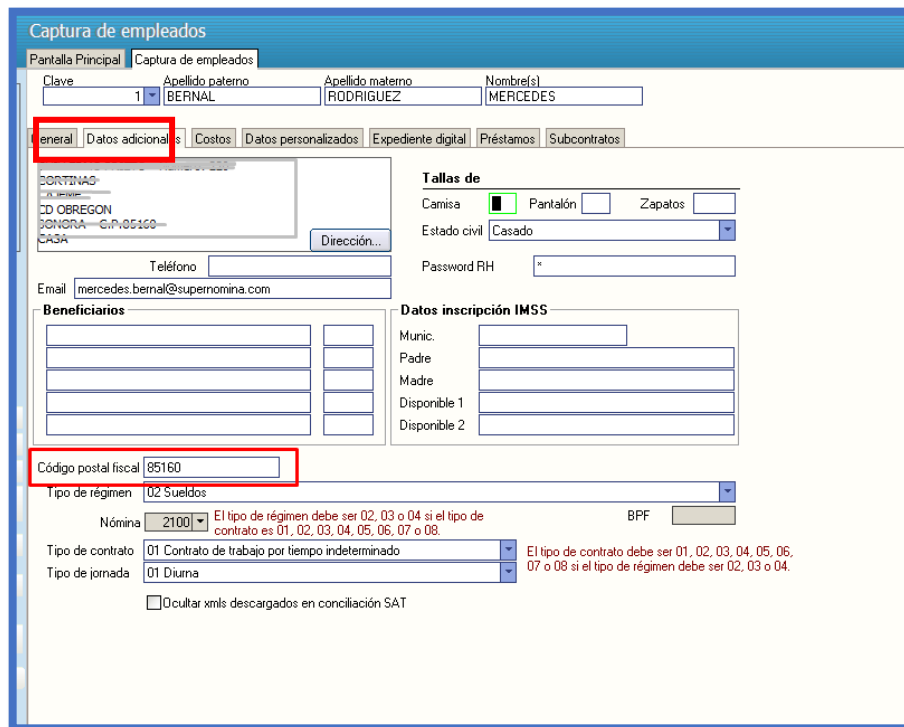 Captura de empleados
Pantalla Principal Captura de empleados
Clave Apellido paterno Apellido materno Nombre(s)
1 BERNAL RODRIGUEZ MERCEDES
General Datos adicionales Costos Datos personalizados Expediente digital Préstamos Subcontratos
CORTINAS
CAJEME
CD OBREGON
SONORA C.P.85160
CASA
Dirección...
Tallas de
Camisa Pantalón Zapatos
Estado civil Casado
Teléfono
Password RH *
Email mercedes.bernal@supernomina.com
Beneficiarios
Datos inscripción IMSS
Munic.
Padre
Madre
Disponible 1
Disponible 2
Código postal fiscal 85160
Tipo de régimen 02 Sueldos
Nómina 2100 El tipo de régimen debe ser 02, 03 o 04 si el tipo de BPF
contrato es 01, 02, 03, 04, 05, 06, 07 o 08.
Tipo de contrato 01 Contrato de trabajo por tiempo indeterminado El tipo de contrato debe ser 01, 02, 03, 04, 05, 06,
Tipo de jornada 01 Diurna 07 o 08 si el tipo de régimen debe ser 02, 03 o 04.
Ocultar xmls descargados en conciliación SAT